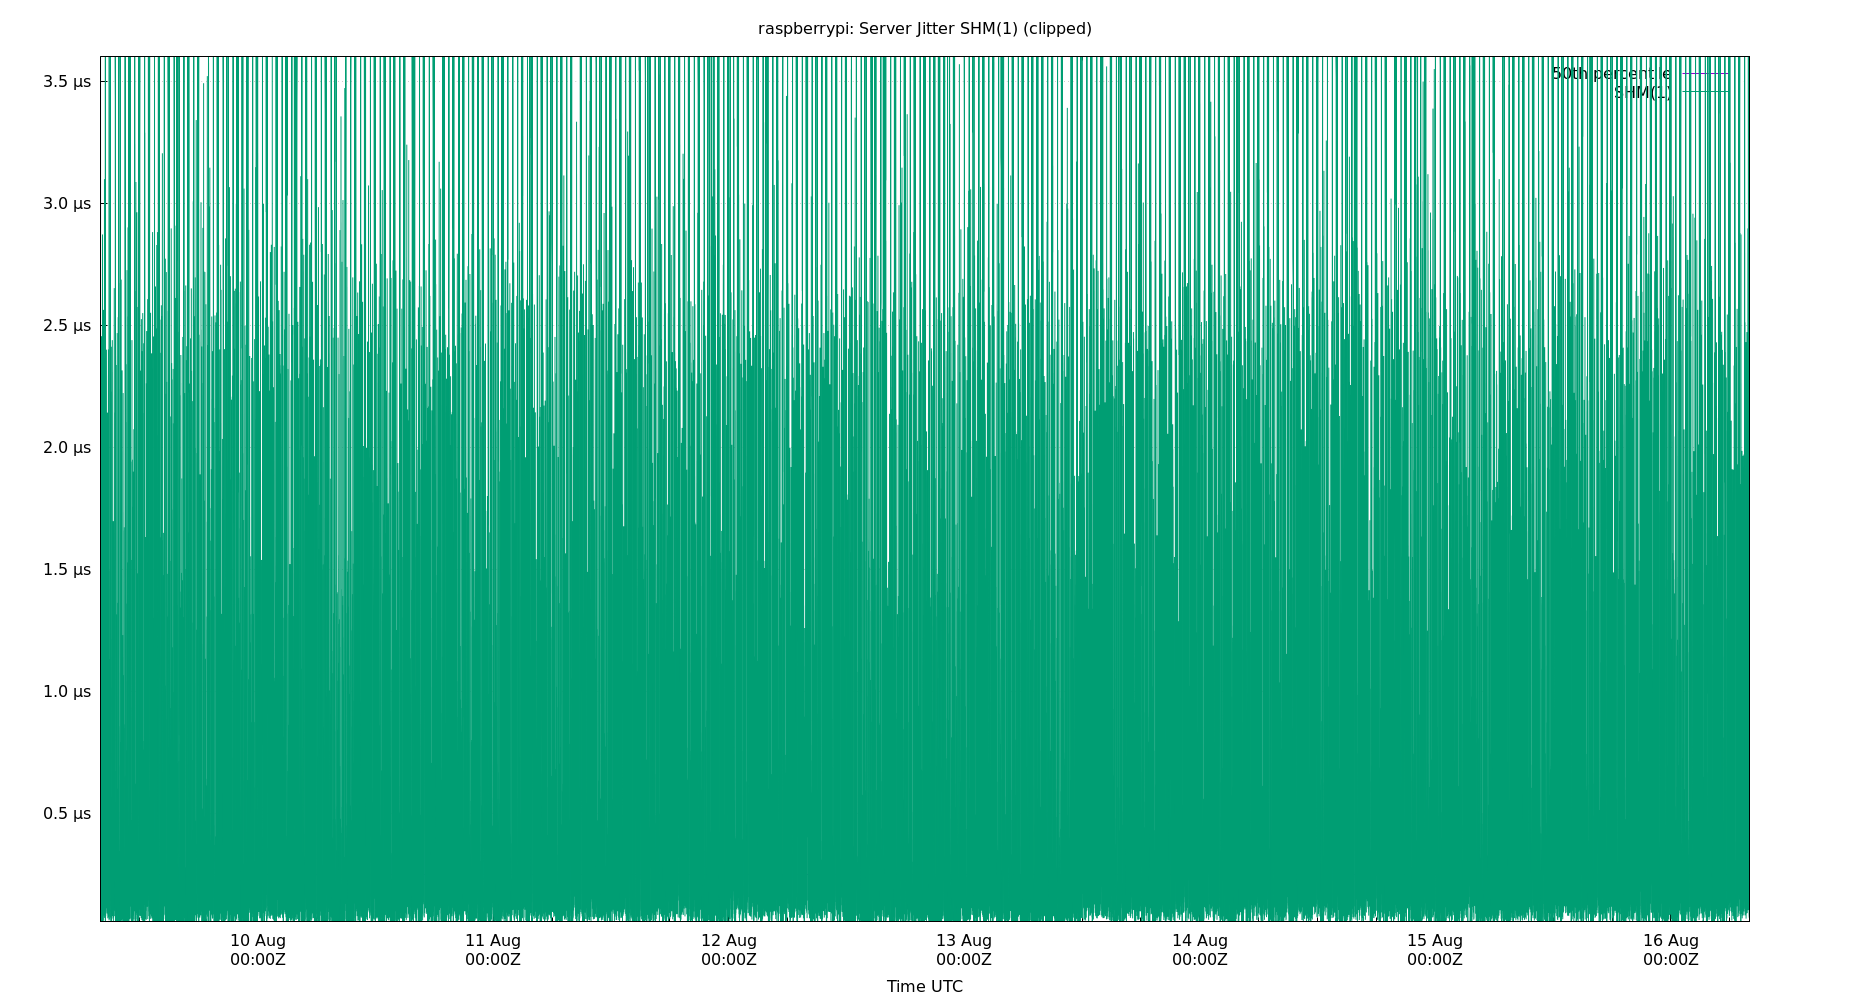 raspberrypi: Server Jitter SHM(1) (clipped)
50th percentile
SHM(1)
3.5 µs
3.0 µs
2.5 µs
2.0 µs
1.5 µs
1.0 µs
0.5 µs
10 Aug 11 Aug 12 Aug 13 Aug 14 Aug 15 Aug 16 Aug
00:00Z 00:00Z 00:00Z 00:00Z 00:00Z 00:00Z 00:00Z
Time UTC